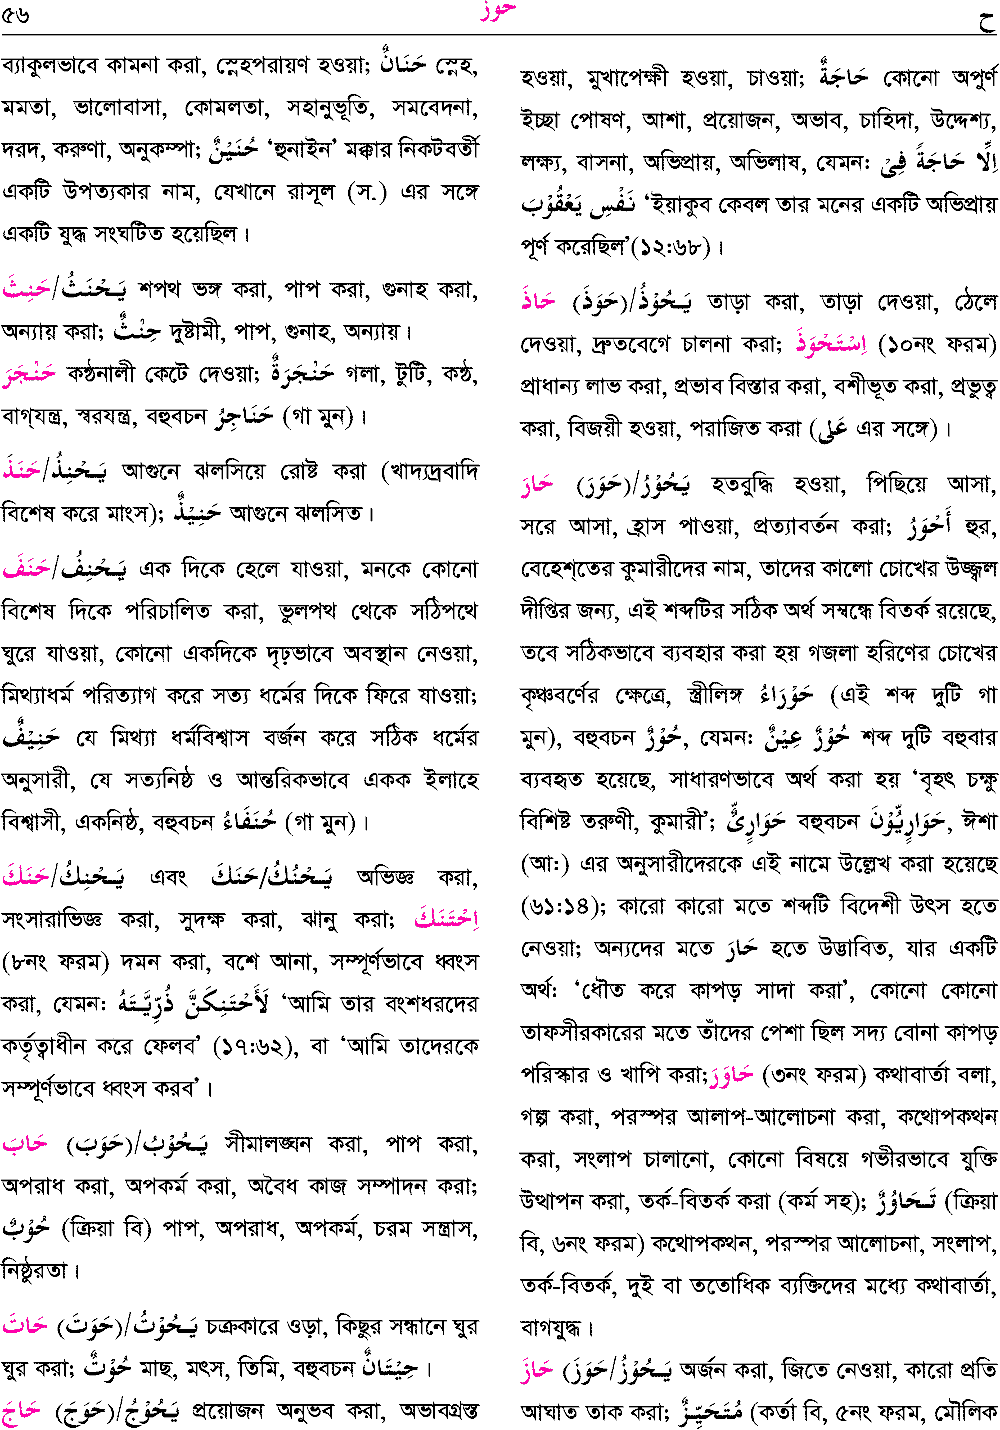 ৫৬ حوز ح
ব্যাকুলভাবে কামনা করা, স্নেহপরায়ণ হওয়া; حَنَانٌ স্নেহ,
মমতা, ভালোবাসা, কোমলতা, সহানুভূতি, সমবেদনা,
দরদ, করুণা, অনুকম্পা; حُنَيْنٌ ‘হুনাইন’ মক্কার নিকটবর্তী
একটি উপত্যকার নাম, যেখানে রাসূল (স.) এর সঙ্গে
একটি যুদ্ধ সংঘটিত হয়েছিল।
حَنِثَ/يَـحْنَثُ শপথ ভঙ্গ করা, পাপ করা, গুনাহ করা,
অন্যায় করা; حِنْثٌ দুষ্টামী, পাপ, গুনাহ, অন্যায়।
حَنْجَرَ কণ্ঠনালী কেটে দেওয়া; حَنْجَرَةٌ গলা, টুটি, কণ্ঠ,
বাগ্‌যন্ত্র, স্বরযন্ত্র, বহুবচন حَنَاجِرُ (গা মুন)।
حَنَذَ/يَـحْنِذُ আগুনে ঝলসিয়ে রোষ্ট করা (খাদ্যদ্রবাদি
বিশেষ করে মাংস); حَنِيْذٌ আগুনে ঝলসিত।
حَنَفَ/يَـحْنِفُ এক দিকে হেলে যাওয়া, মনকে কোনো
বিশেষ দিকে পরিচালিত করা, ভুলপথ থেকে সঠিপথে
ঘুরে যাওয়া, কোনো একদিকে দৃঢ়ভাবে অবস্থান নেওয়া,
মিথ্যাধর্ম পরিত্যাগ করে সত্য ধর্মের দিকে ফিরে যাওয়া;
حَنِيْفٌ যে মিথ্যা ধর্মবিশ্বাস বর্জন করে সঠিক ধর্মের
অনুসারী, যে সত্যনিষ্ঠ ও আন্তরিকভাবে একক ইলাহে
বিশ্বাসী, একনিষ্ঠ, বহুবচন حُنَفَاءُ (গা মুন)।
حَنَكَ/يَـحْنِكُ এবং حَنَكَ/يَـحْنُكُ অভিজ্ঞ করা,
সংসারাভিজ্ঞ করা, সুদক্ষ করা, ঝানু করা; اِحْتَنَكَ
(৮নং ফরম) দমন করা, বশে আনা, সম্পূর্ণভাবে ধ্বংস
করা, যেমন: لَأَحْتَنِكَنَّ ذُرِّيَّـتَهُ ‘আমি তার বংশধরদের
কর্তৃত্বাধীন করে ফেলব’ (১৭:৬২), বা ‘আমি তাদেরকে
সম্পূর্ণভাবে ধ্বংস করব’।
حَابَ (حَوَبَ)/يَـحُوْبُ সীমালঙ্ঘন করা, পাপ করা,
অপরাধ করা, অপকর্ম করা, অবৈধ কাজ সম্পাদন করা;
حُوْبٌ (ক্রিয়া বি) পাপ, অপরাধ, অপকর্ম, চরম সন্ত্রাস,
নিষ্ঠুরতা।
حَاتَ (حَوَتَ)/يَـحُوْتُ চক্রকারে ওড়া, কিছুর সন্ধানে ঘুর
ঘুর করা; حُوْتٌ মাছ, মৎস, তিমি, বহুবচন حِيْتَانٌ।
حَاجَ (حَوَجَ)/يَـحُوْجُ প্রয়োজন অনুভব করা, অভাবগ্রস্ত
হওয়া, মুখাপেক্ষী হওয়া, চাওয়া; حَاجَةٌ কোনো অপুর্ণ
ইচ্ছা পোষণ, আশা, প্রয়োজন, অভাব, চাহিদা, উদ্দেশ্য,
লক্ষ্য, বাসনা, অভিপ্রায়, অভিলাষ, যেমন: اِلَّا حَاجَةً فِيْ
نَفْسِ يَعْقُوْبَ ‘ইয়াকুব কেবল তার মনের একটি অভিপ্রায়
পূর্ণ করেছিল’(১২:৬৮)।
حَاذَ (حَوَذَ)/يَـحُوْذُ তাড়া করা, তাড়া দেওয়া, ঠেলে
দেওয়া, দ্রুতবেগে চালনা করা; اِسْتَحْوَذَ (১০নং ফরম)
প্রাধান্য লাভ করা, প্রভাব বিস্তার করা, বশীভূত করা, প্রভুত্ব
করা, বিজয়ী হওয়া, পরাজিত করা (عَلٰى এর সঙ্গে)।
حَارَ (حَوَرَ)/يَـحُوْرُ হতবুদ্ধি হওয়া, পিছিয়ে আসা,
সরে আসা, হ্রাস পাওয়া, প্রত্যাবর্তন করা; أَحْوَرُ হুর,
বেহেশ্‌তের কুমারীদের নাম, তাদের কালো চোখের উজ্জ্বল
দীপ্তির জন্য, এই শব্দটির সঠিক অর্থ সম্বন্ধে বিতর্ক রয়েছে,
তবে সঠিকভাবে ব্যবহার করা হয় গজলা হরিণের চোখের
কৃষ্ণবর্ণের ক্ষেত্রে, স্ত্রীলিঙ্গ حَوْرَاءُ (এই শব্দ দুটি গা
মুন), বহুবচন حُوْرٌ, যেমন: حُوْرٌ عِيْنٌ শব্দ দুটি বহুবার
ব্যবহৃত হয়েছে, সাধারণভাবে অর্থ করা হয় ‘বৃহৎ চক্ষু
বিশিষ্ট তরুণী, কুমারী’; حَوَارِيٌّ বহুবচন حَوَارِيُّوْنَ, ঈশা
(আ:) এর অনুসারীদেরকে এই নামে উল্লেখ করা হয়েছে
(৬১:১৪); কারো কারো মতে শব্দটি বিদেশী উৎস হতে
নেওয়া; অন্যদের মতে حَارَ হতে উদ্ভাবিত, যার একটি
অর্থ: ‘ধৌত করে কাপড় সাদা করা’, কোনো কোনো
তাফসীরকারের মতে তাঁদের পেশা ছিল সদ্য বোনা কাপড়
পরিস্কার ও খাপি করা;حَاوَرَ (৩নং ফরম) কথাবার্তা বলা,
গল্প করা, পরস্পর আলাপ-আলোচনা করা, কথোপকথন
করা, সংলাপ চালানো, কোনো বিষয়ে গভীরভাবে যুক্তি
উত্থাপন করা, তর্ক-বিতর্ক করা (কর্ম সহ); تَـحَاوُرٌ (ক্রিয়া
বি, ৬নং ফরম) কথোপকথন, পরস্পর আলোচনা, সংলাপ,
তর্ক-বিতর্ক, দুই বা ততোধিক ব্যক্তিদের মধ্যে কথাবার্তা,
বাগযুদ্ধ।
حَازَ (حَوَزَ/يَـحُوْزُ অর্জন করা, জিতে নেওয়া, কারো প্রতি
আঘাত তাক করা; مُتَحَيِّـزٌ (কর্তা বি, ৫নং ফরম, মৌলিক